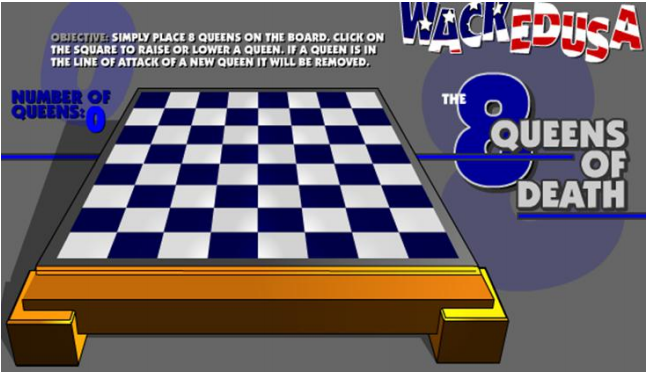 OBJECTIVE: SIMPLY PLACE 8 QUEENS ON THE BOARD. CLICK ON
THE SQUARE TO RAISE OR LOWER A QUEEN. IF A QUEEN IS IN
THE LINE OF ATTACK OF A NEW QUEEN IT WILL BE REMOVED.
WACKEDUSA
NUMBER OF
QUEENS: 0
THE 8
QUEENS
OF
DEATH